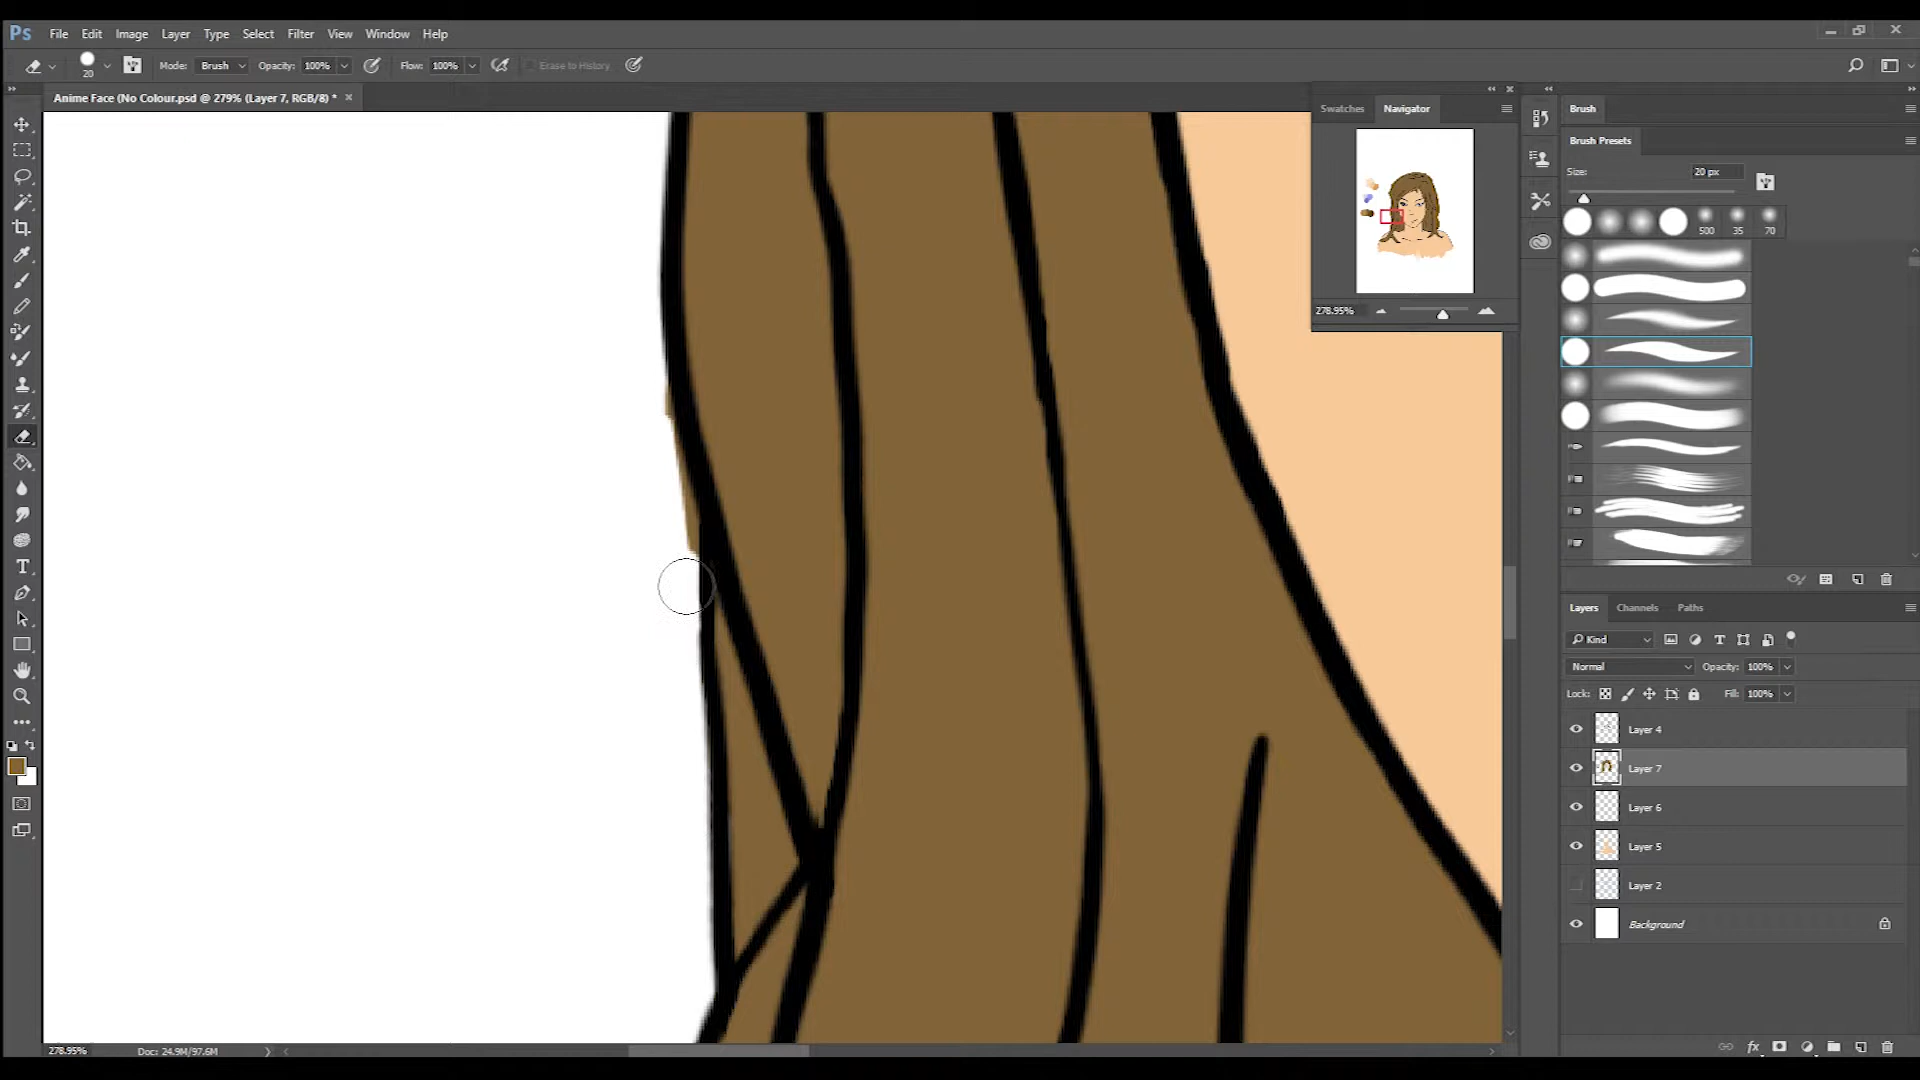 Ps File Edit Image Layer Type Select Filter View Window Help
20 Mode: Brush Opacity: 100% Flow: 100% Erase to History
Anime Face (No Colour.psd @ 279% (Layer 7, RGB/8) * ×
Swatches Navigator
278.95%
Brush
Brush Presets
Size: 20 px
500 35 70
Layers Channels Paths
Kind
Normal Opacity: 100%
Lock: Fill: 100%
Layer 4
Layer 7
Layer 6
Layer 5
Layer 2
Background
fx
278.95% Doc: 24.9M/97.6M